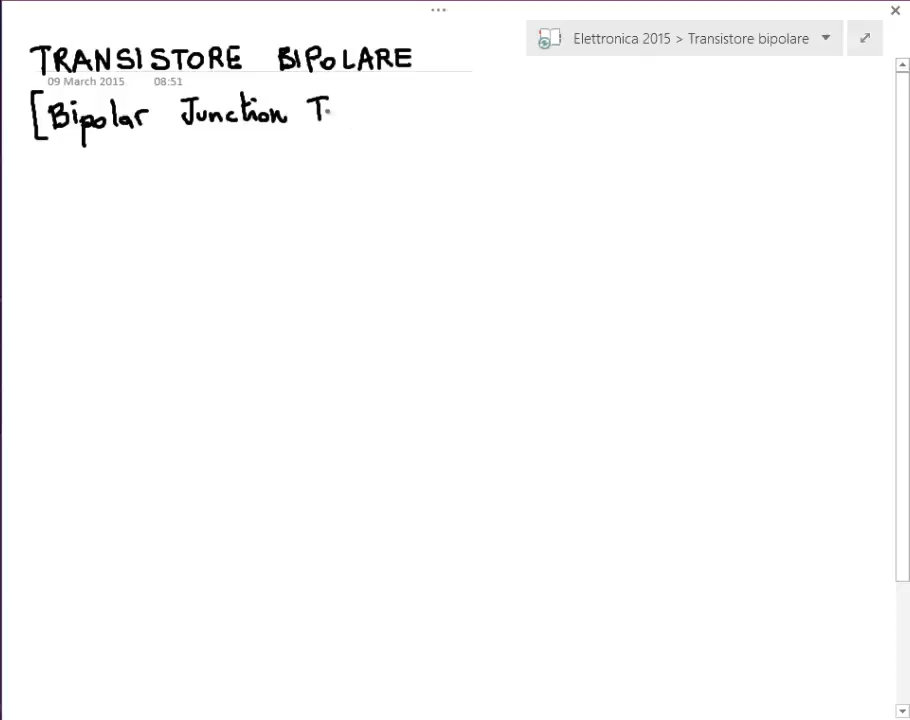 Elettronica 2015 > Transistore bipolare
TRANSISTORE BIPOLARE
09 March 2015 08:51
[Bipolar Junction T